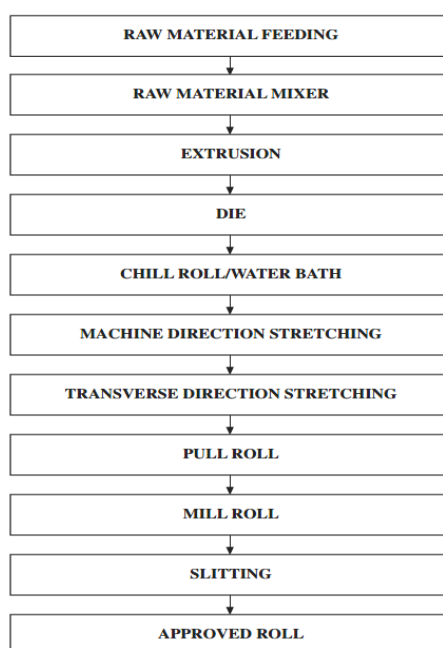 RAW MATERIAL FEEDING
RAW MATERIAL MIXER
EXTRUSION
DIE
CHILL ROLL/WATER BATH
MACHINE DIRECTION STRETCHING
TRANSVERSE DIRECTION STRETCHING
PULL ROLL
MILL ROLL
SLITTING
APPROVED ROLL